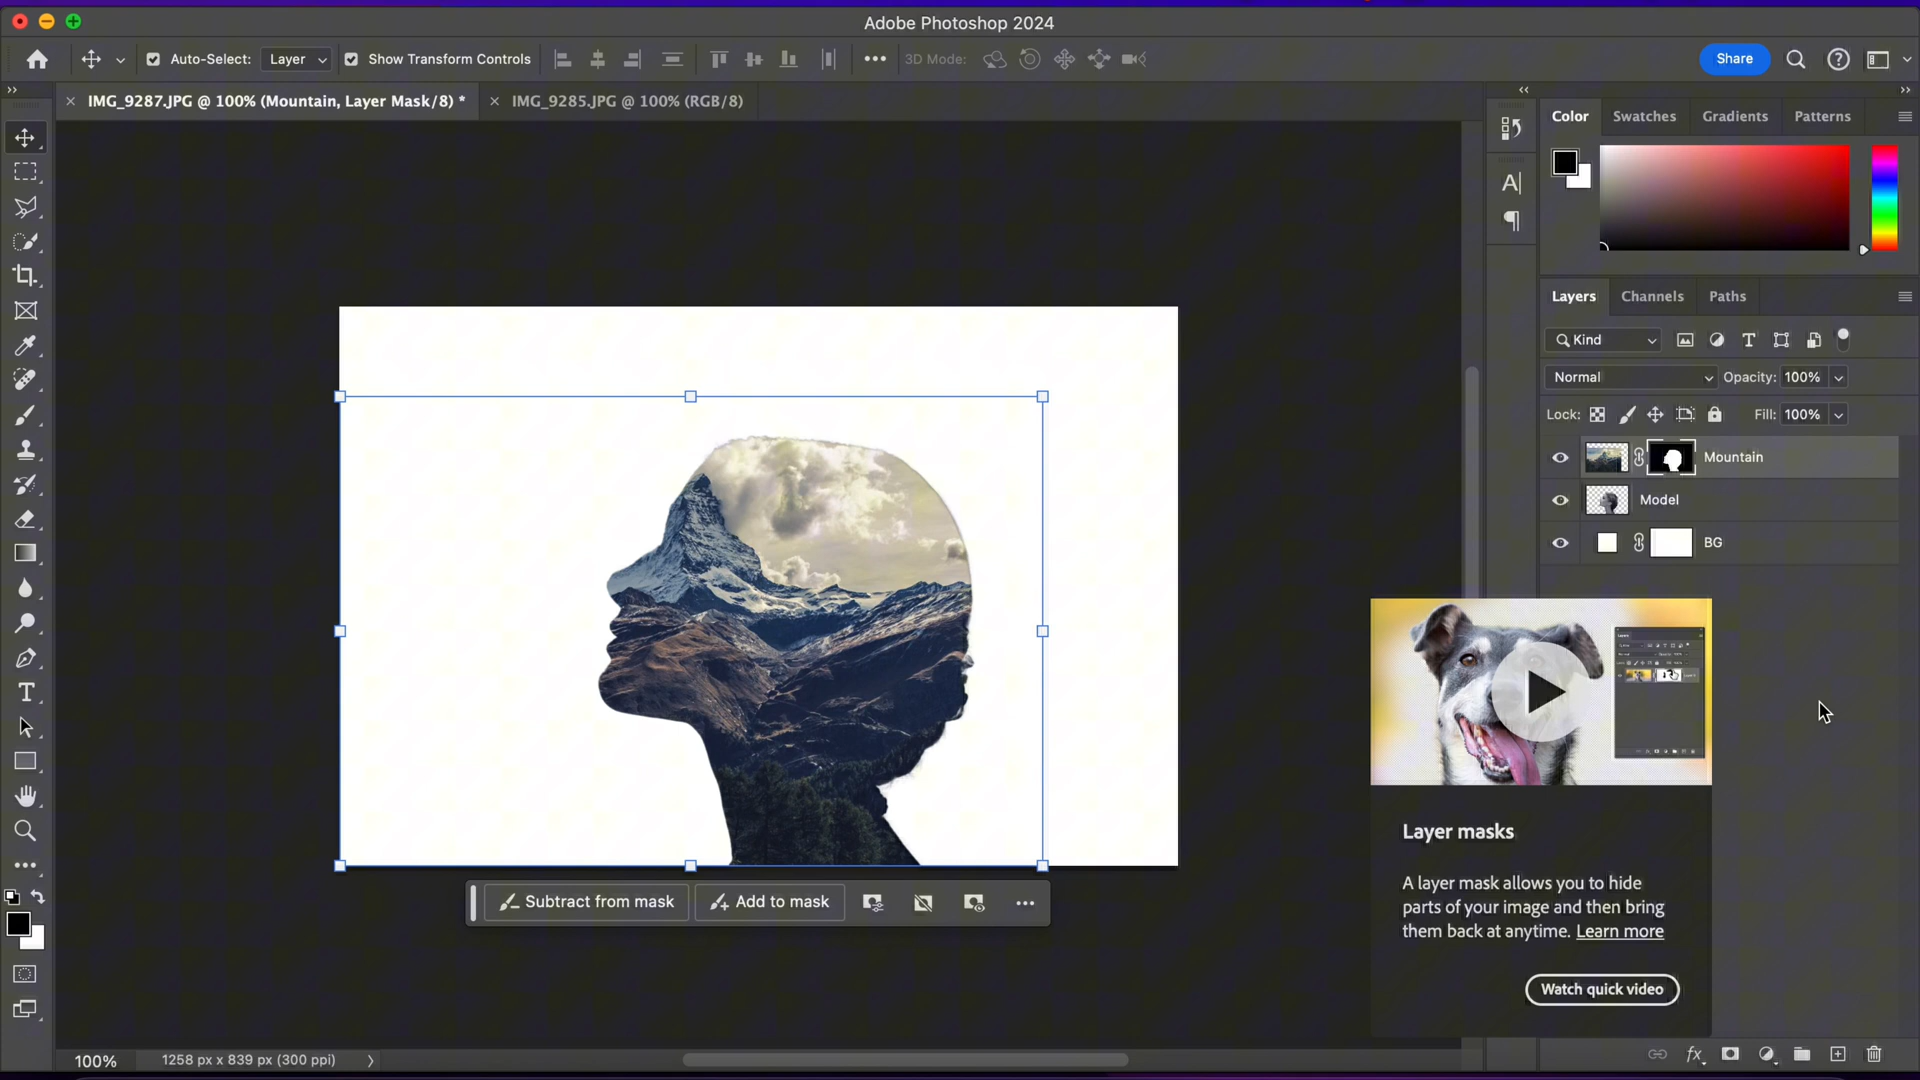 Adobe Photoshop 2024
Auto-Select: Layer Show Transform Controls 3D Mode: Share
IMG_9287.JPG @ 100% (Mountain, Layer Mask/8) * IMG_9285.JPG @ 100% (RGB/8)
Color Swatches Gradients Patterns
Layers Channels Paths
Kind
Normal Opacity: 100%
Lock: Fill: 100%
Mountain
Model
BG
Subtract from mask Add to mask
Layer masks
A layer mask allows you to hide
parts of your image and then bring
them back at anytime. Learn more
Watch quick video
100% 1258 px x 839 px (300 ppi)